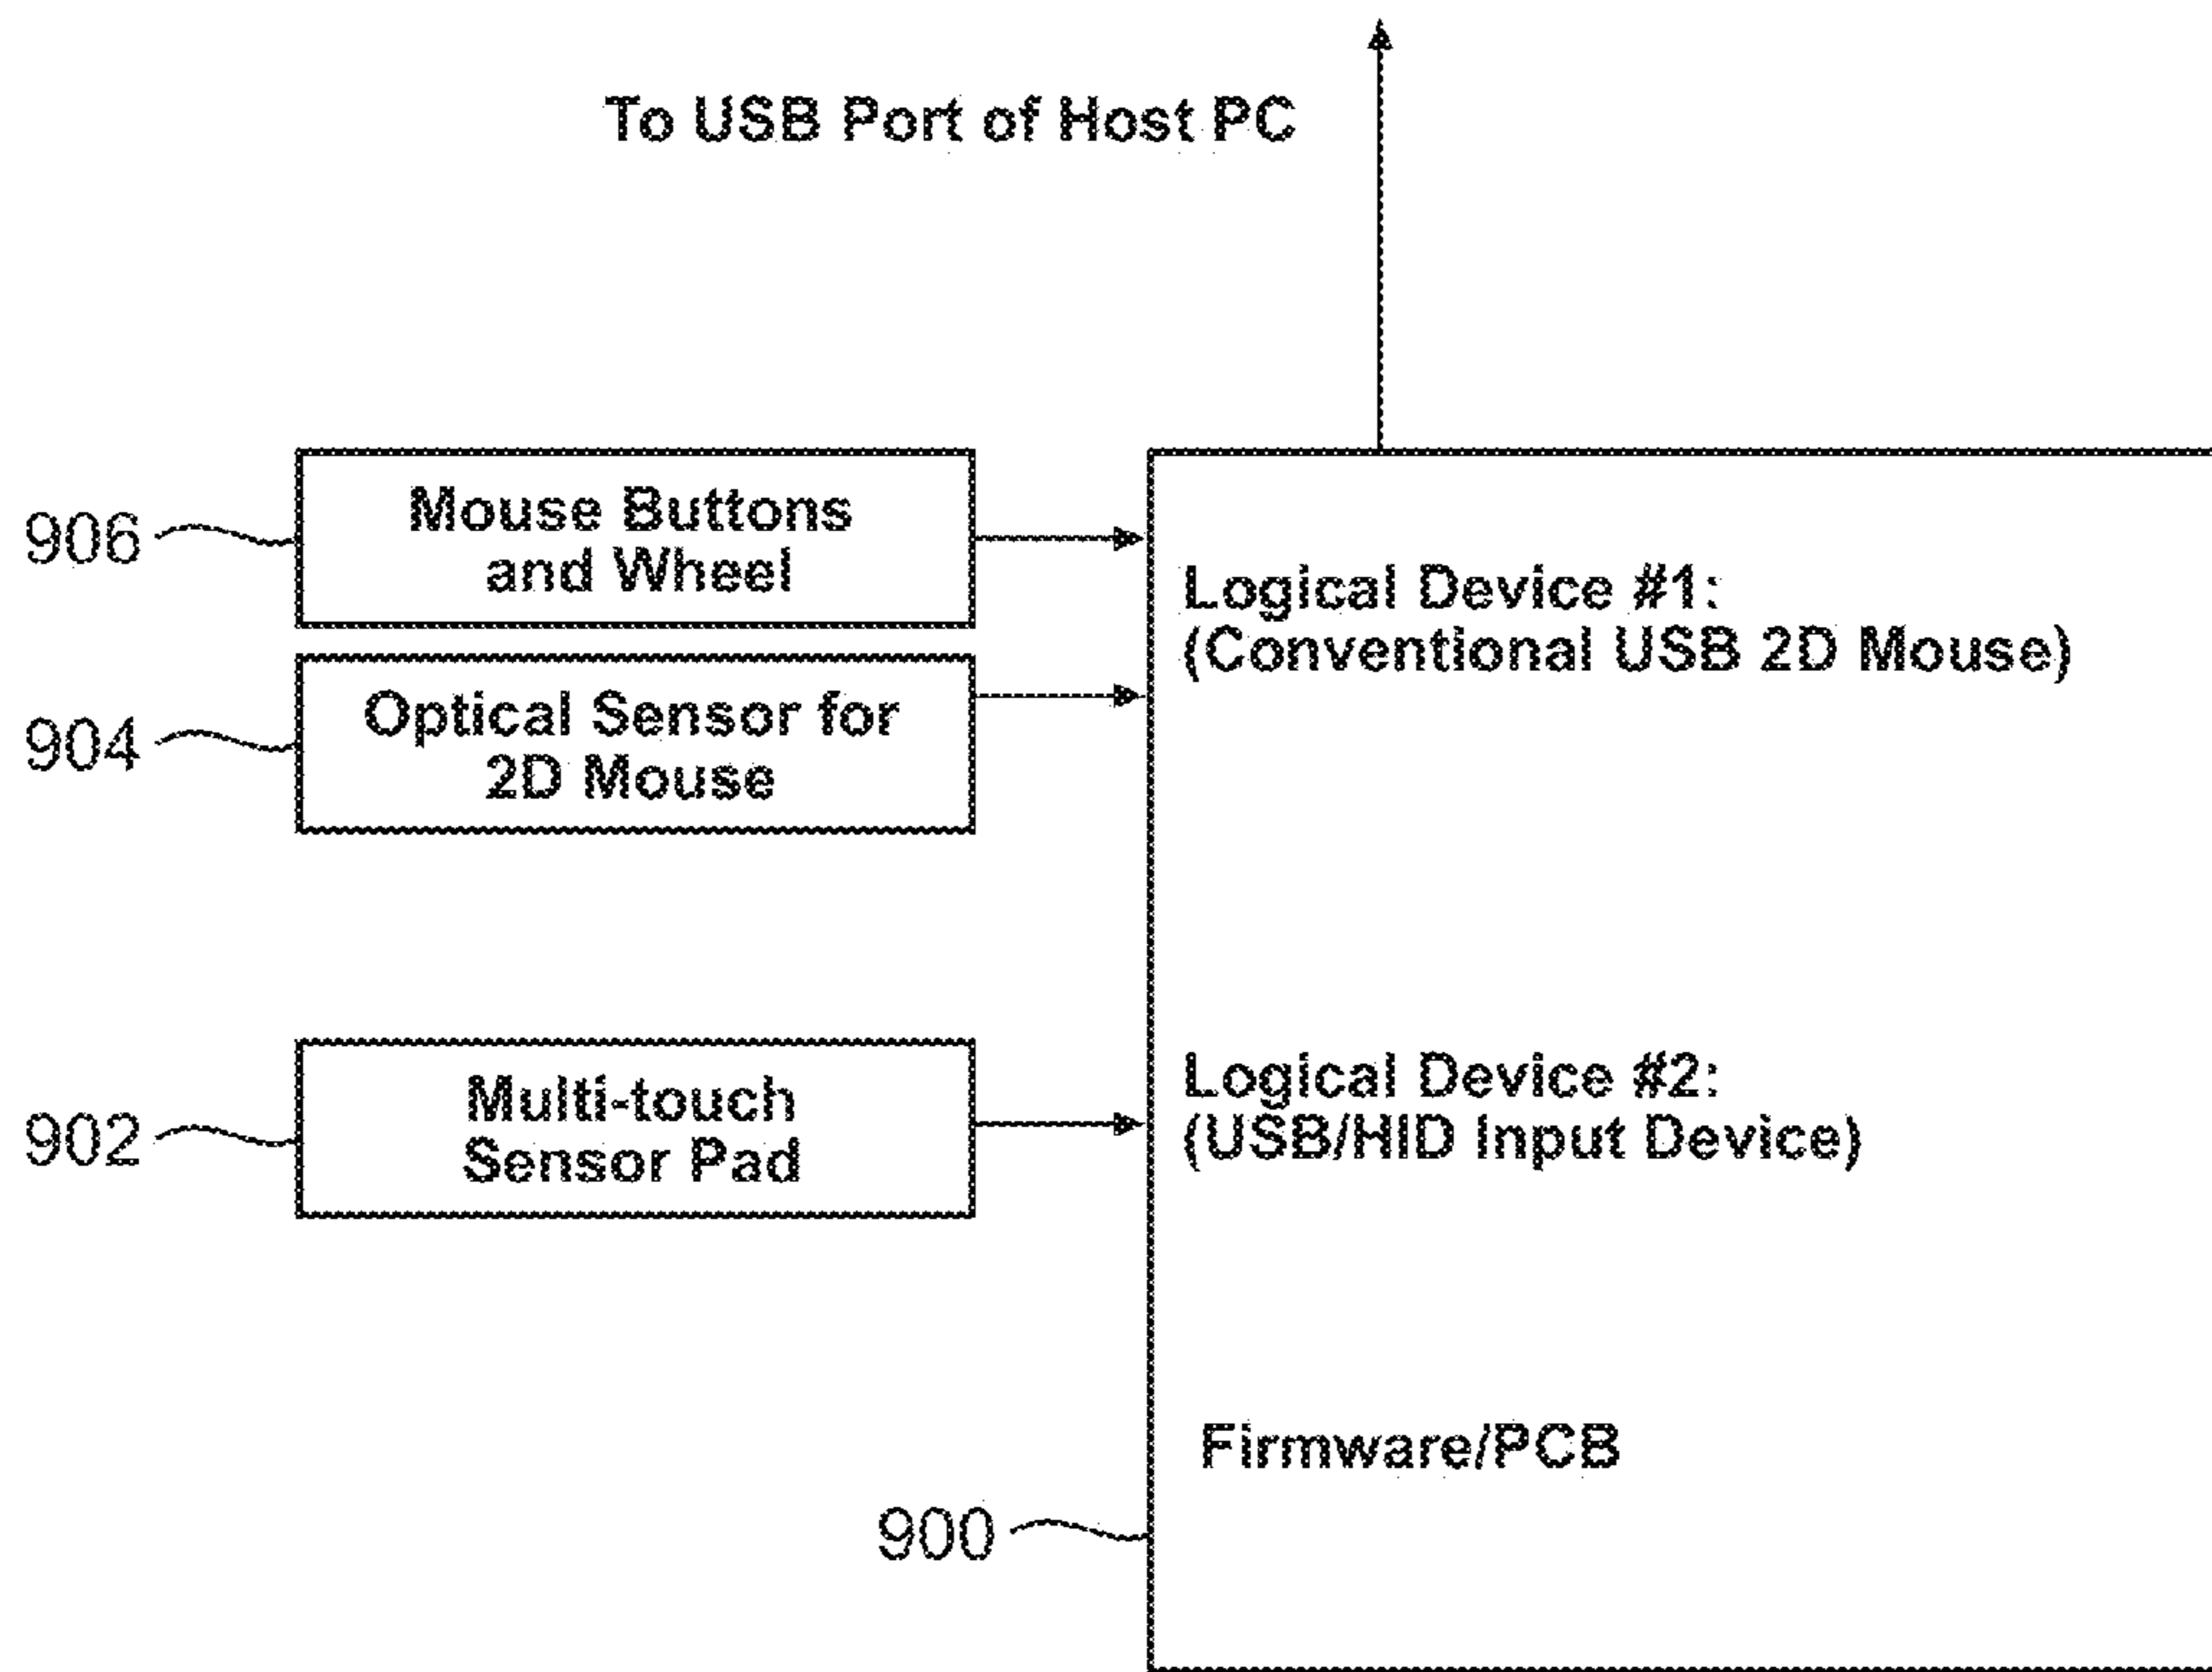 To USB Port of Host PC
906
Mouse Buttons
and Wheel
904
Optical Sensor for
2D Mouse
Logical Device #1:
(Conventional USB 2D Mouse)
902
Multi-touch
Sensor Pad
Logical Device #2:
(USB/HID Input Device)
Firmware/PCB
900